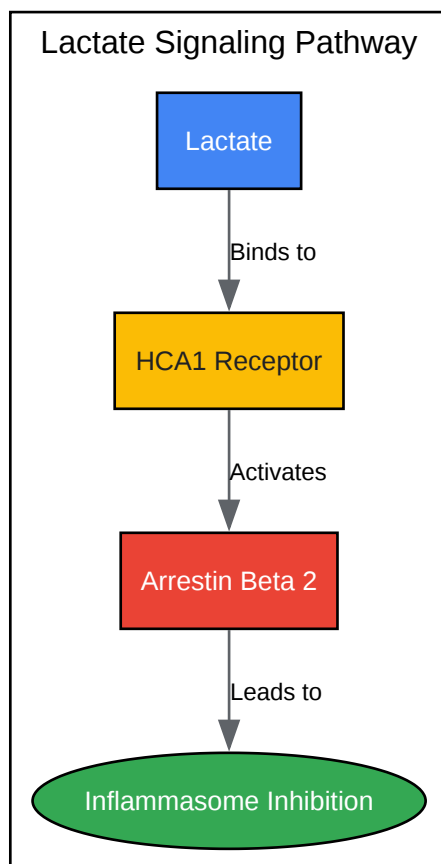 Lactate Signaling Pathway
Lactate
Binds to
HCA1 Receptor
Activates
Arrestin Beta 2
Leads to
Inflammasome Inhibition